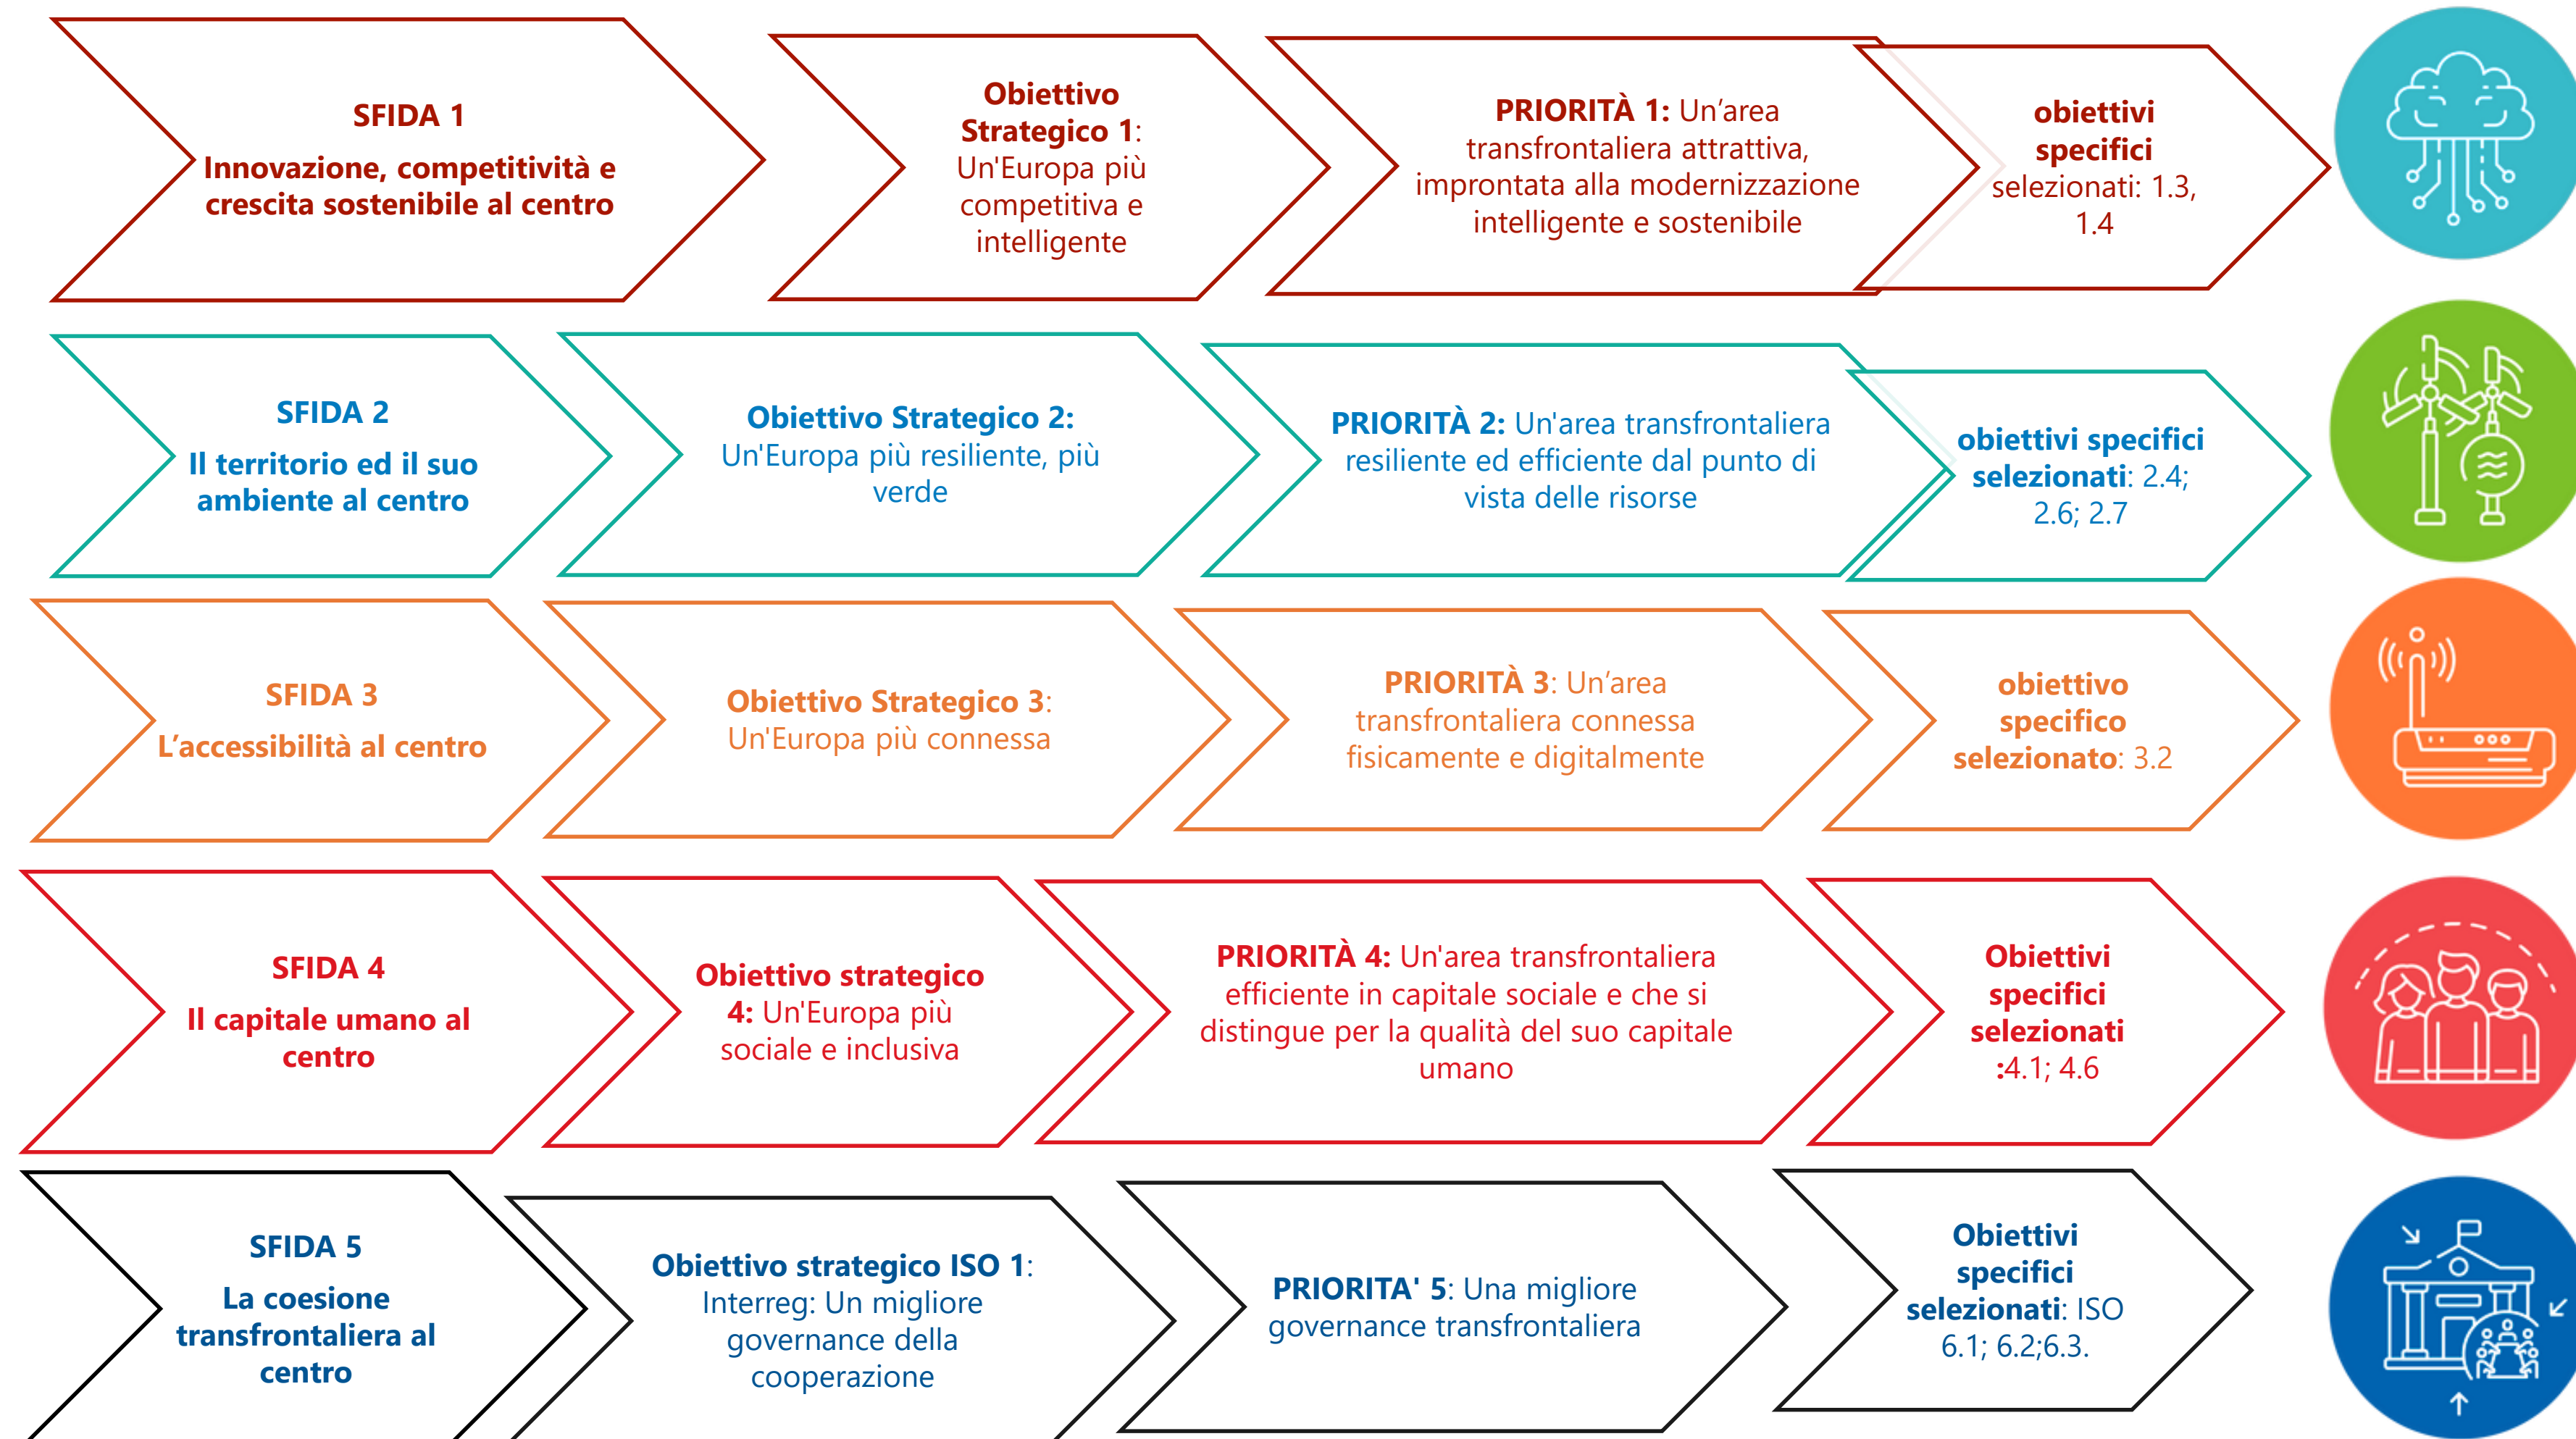 SFIDA 1
Innovazione, competitività e
crescita sostenibile al centro
Obiettivo
Strategico 1:
Un'Europa più
competitiva e
intelligente
PRIORITÀ 1: Un’area
transfrontaliera attrattiva,
improntata alla modernizzazione
intelligente e sostenibile
obiettivi
specifici
selezionati: 1.3,
1.4
SFIDA 2
Il territorio ed il suo
ambiente al centro
Obiettivo Strategico 2:
Un'Europa più resiliente, più
verde
PRIORITÀ 2: Un'area transfrontaliera
resiliente ed efficiente dal punto di
vista delle risorse
obiettivi specifici
selezionati: 2.4;
2.6; 2.7
SFIDA 3
L’accessibilità al centro
Obiettivo Strategico 3:
Un'Europa più connessa
PRIORITÀ 3: Un’area
transfrontaliera connessa
fisicamente e digitalmente
obiettivo
specifico
selezionato: 3.2
SFIDA 4
Il capitale umano al
centro
Obiettivo strategico
4: Un'Europa più
sociale e inclusiva
PRIORITÀ 4: Un'area transfrontaliera
efficiente in capitale sociale e che si
distingue per la qualità del suo capitale
umano
Obiettivi
specifici
selezionati
:4.1; 4.6
SFIDA 5
La coesione
transfrontaliera al
centro
Obiettivo strategico ISO 1:
Interreg: Un migliore
governance della
cooperazione
PRIORITA' 5: Una migliore
governance transfrontaliera
Obiettivi
specifici
selezionati: ISO
6.1; 6.2;6.3.